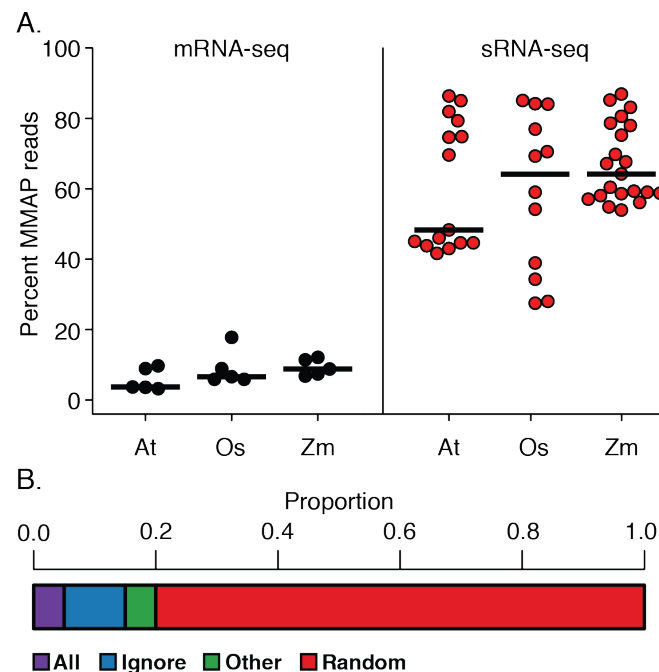 A.
mRNA-seq sRNA-seq
Percent MMAP reads
100
80
60
40
20
0
At Os Zm At Os Zm
B.
Proportion
0.0 0.2 0.4 0.6 0.8 1.0
All Ignore Other Random